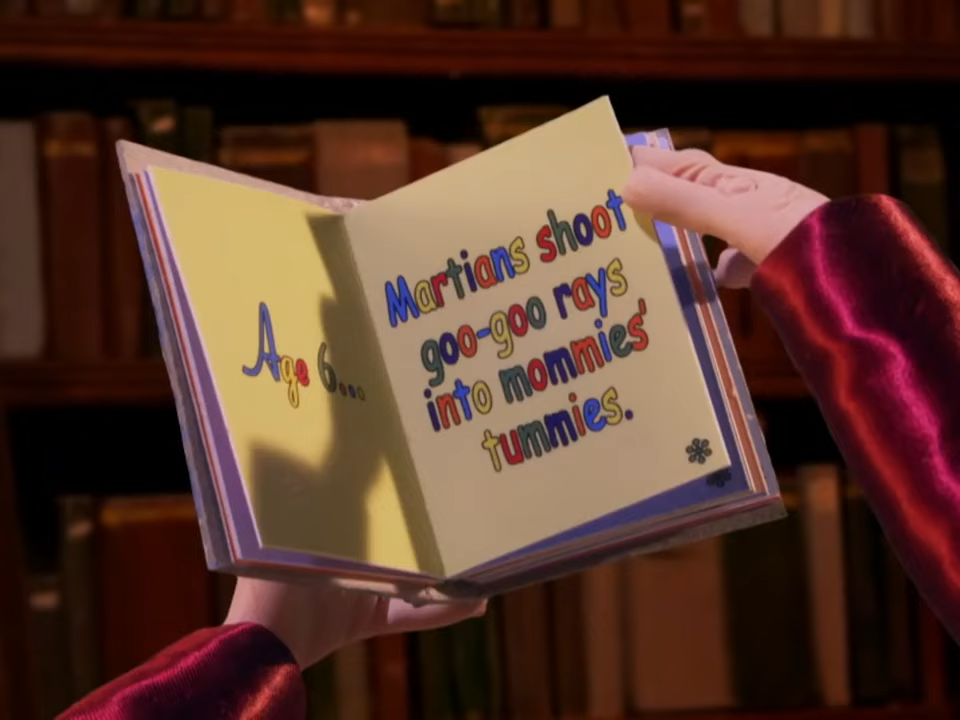 Age 6...
Martians shoot
goo-goo rays
into mommies'
tummies.